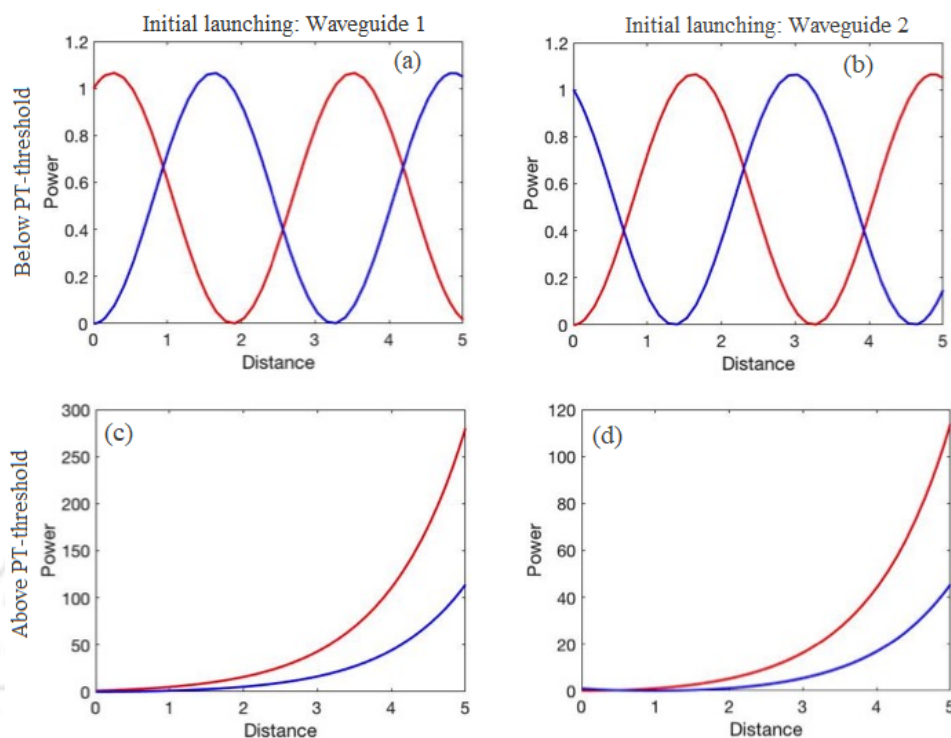 Initial launching: Waveguide 1
Initial launching: Waveguide 2
Below PT-threshold
(a)
Power
1.2
1
0.8
0.6
0.4
0.2
0
0 1 2 3 4 5
Distance
(b)
Power
1.2
1
0.8
0.6
0.4
0.2
0
0 1 2 3 4 5
Distance
Above PT-threshold
(c)
Power
300
250
200
150
100
50
0
0 1 2 3 4 5
Distance
(d)
Power
120
100
80
60
40
20
0
0 1 2 3 4 5
Distance